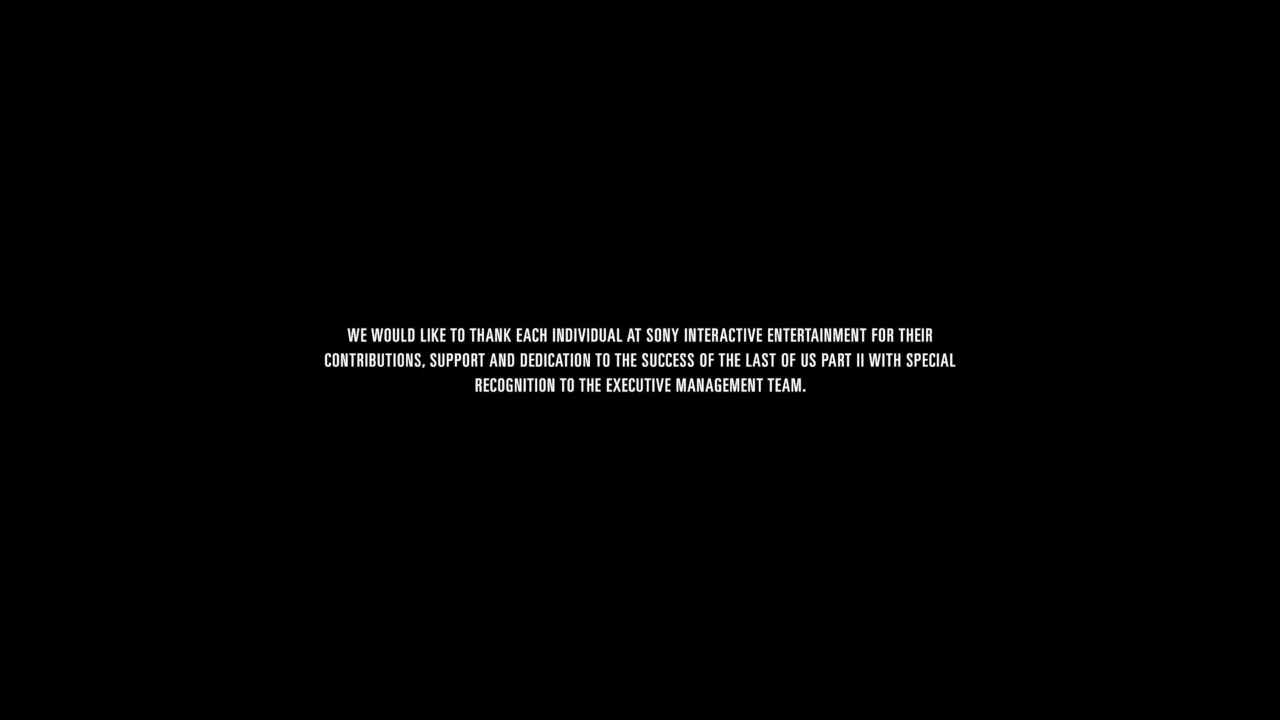 WE WOULD LIKE TO THANK EACH INDIVIDUAL AT SONY INTERACTIVE ENTERTAINMENT FOR THEIR
CONTRIBUTIONS, SUPPORT AND DEDICATION TO THE SUCCESS OF THE LAST OF US PART II WITH SPECIAL
RECOGNITION TO THE EXECUTIVE MANAGEMENT TEAM.